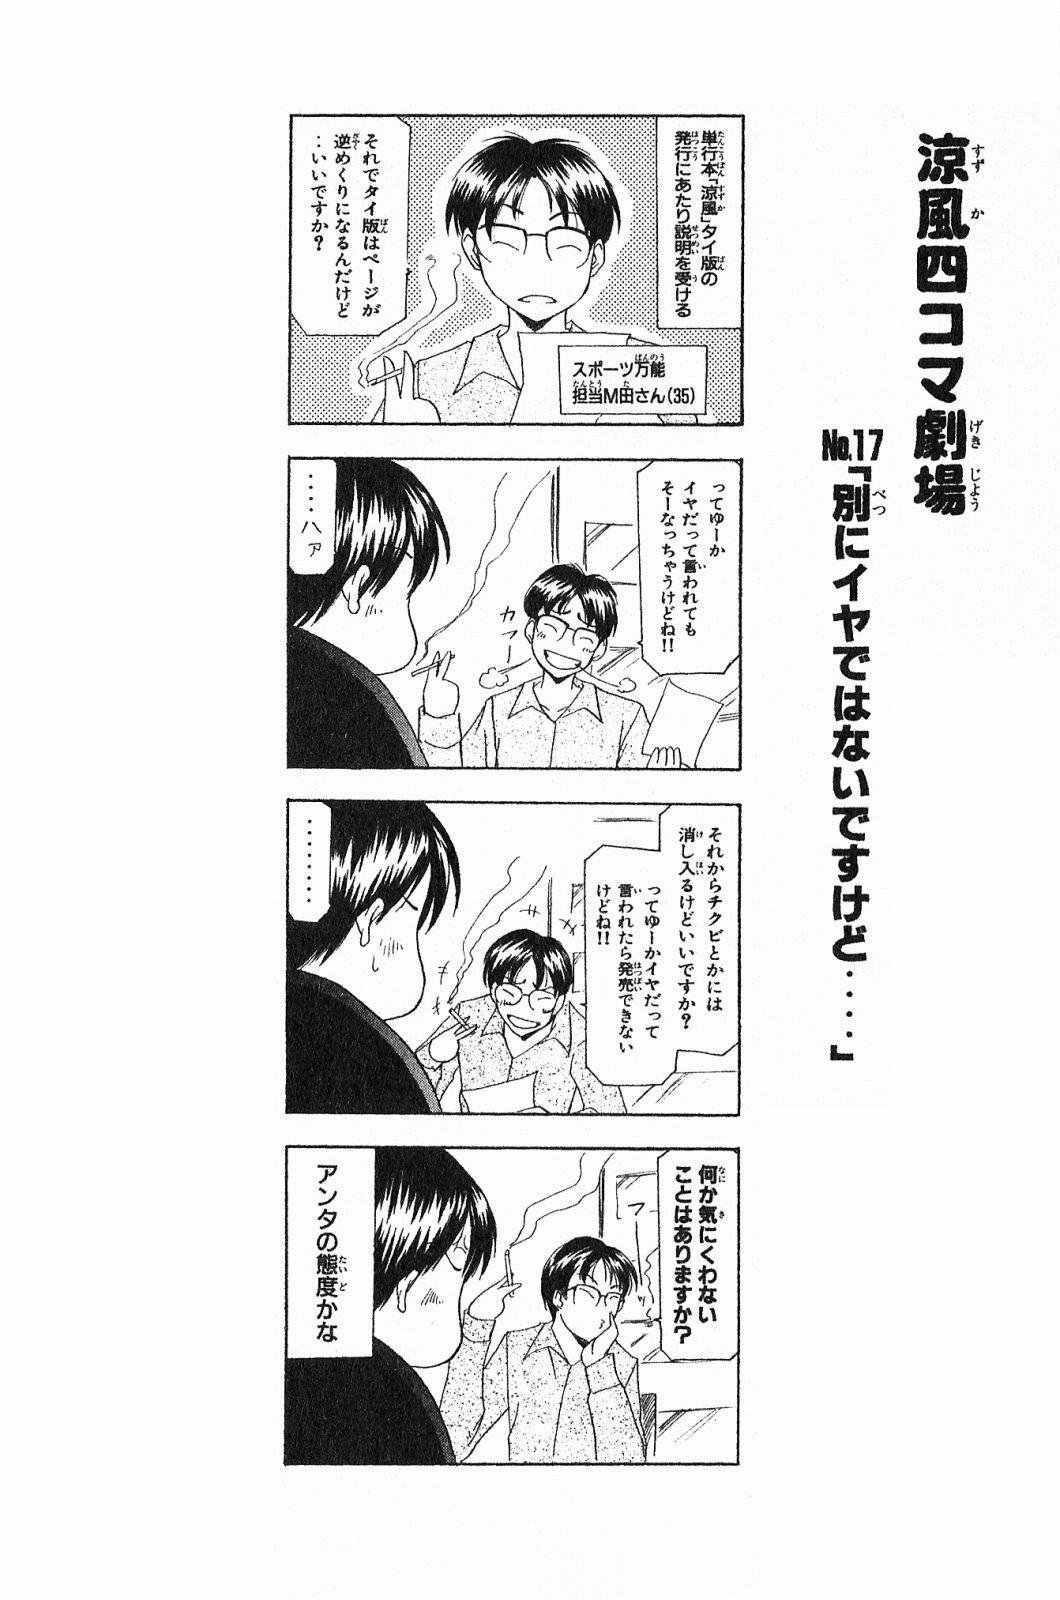 涼風四コマ劇場
No.17「別にイヤではないですけど‥‥」
単行本「涼風」タイ版の
発行にあたり説明を受ける
スポーツ万能
担当M田さん(35)
それでタイ版はページが
逆めくりになるんだけど
‥いいですか?
ってゆーか
イヤだって言われても
そーなっちゃうけどね!!
カァー
‥‥ハァ
それからチクビとかには
消し入るけどいいですか?
ってゆーかイヤだって
言われたら発売できない
けどね!!
‥‥‥‥
何か気にくわない
ことはありますか?
フー
アンタの態度かな